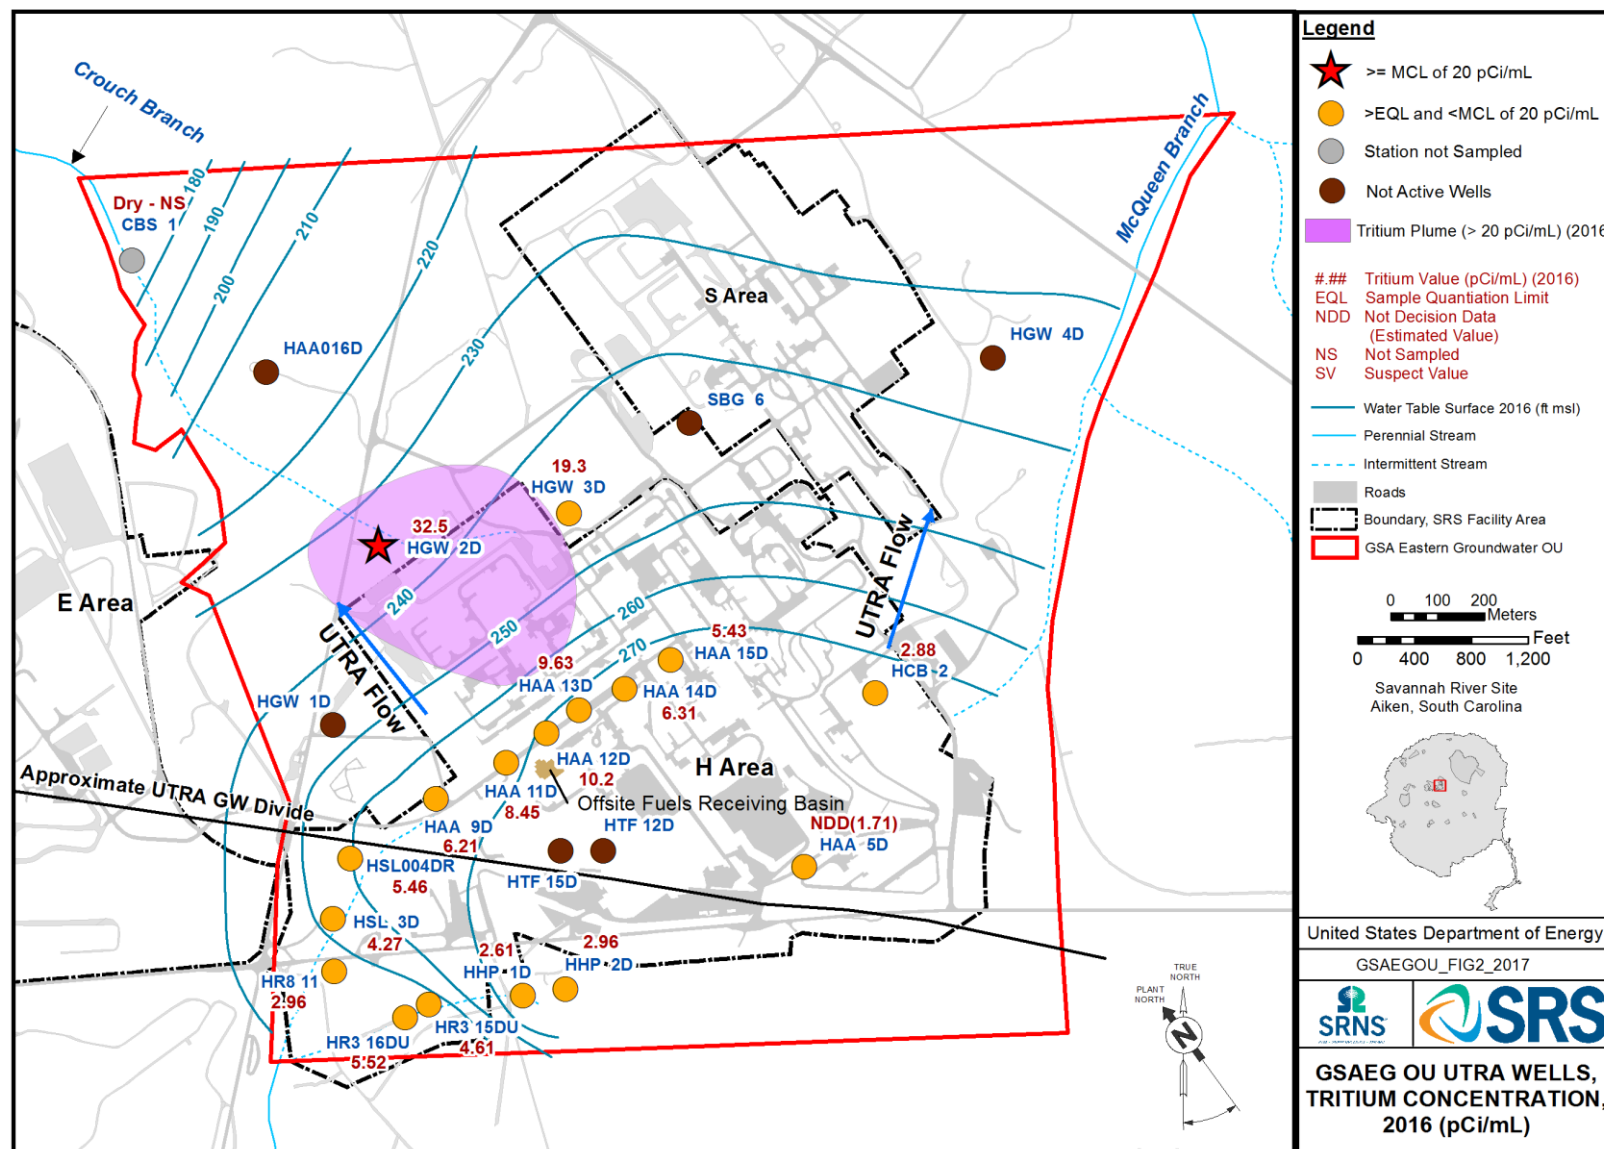 Crouch Branch
McQueen Branch
Dry - NS
CBS 1
180
190
200
210
220
230
240
250
260
270
HAA016D
S Area
HGW 4D
SBG 6
19.3
HGW 3D
32.5
HGW 2D
E Area
UTRA Flow
UTRA Flow
5.43
HAA 15D
2.88
HCB 2
9.63
HAA 13D
HAA 14D
6.31
HGW 1D
HAA 12D
10.2
H Area
HAA 11D
8.45
Offsite Fuels Receiving Basin
Approximate UTRA GW Divide
HAA 9D
6.21
HTF 12D
NDD(1.71)
HAA 5D
HSL004DR
5.46
HTF 15D
HSL 3D
4.27
2.61
HHP 1D
2.96
HHP 2D
HR8 11
2.96
HR3 15DU
4.61
HR3 16DU
5.52
TRUE
NORTH
PLANT
NORTH
N
Legend
>= MCL of 20 pCi/mL
>EQL and <MCL of 20 pCi/mL
Station not Sampled
Not Active Wells
Tritium Plume (> 20 pCi/mL) (2016
#.## Tritium Value (pCi/mL) (2016)
EQL Sample Quantiation Limit
NDD Not Decision Data
(Estimated Value)
NS Not Sampled
SV Suspect Value
Water Table Surface 2016 (ft msl)
Perennial Stream
Intermittent Stream
Roads
Boundary, SRS Facility Area
GSA Eastern Groundwater OU
0 100 200
Meters
Feet
0 400 800 1,200
Savannah River Site
Aiken, South Carolina
United States Department of Energy
GSAEGOU_FIG2_2017
SRNS
SRS
GSAEG OU UTRA WELLS,
TRITIUM CONCENTRATION,
2016 (pCi/mL)